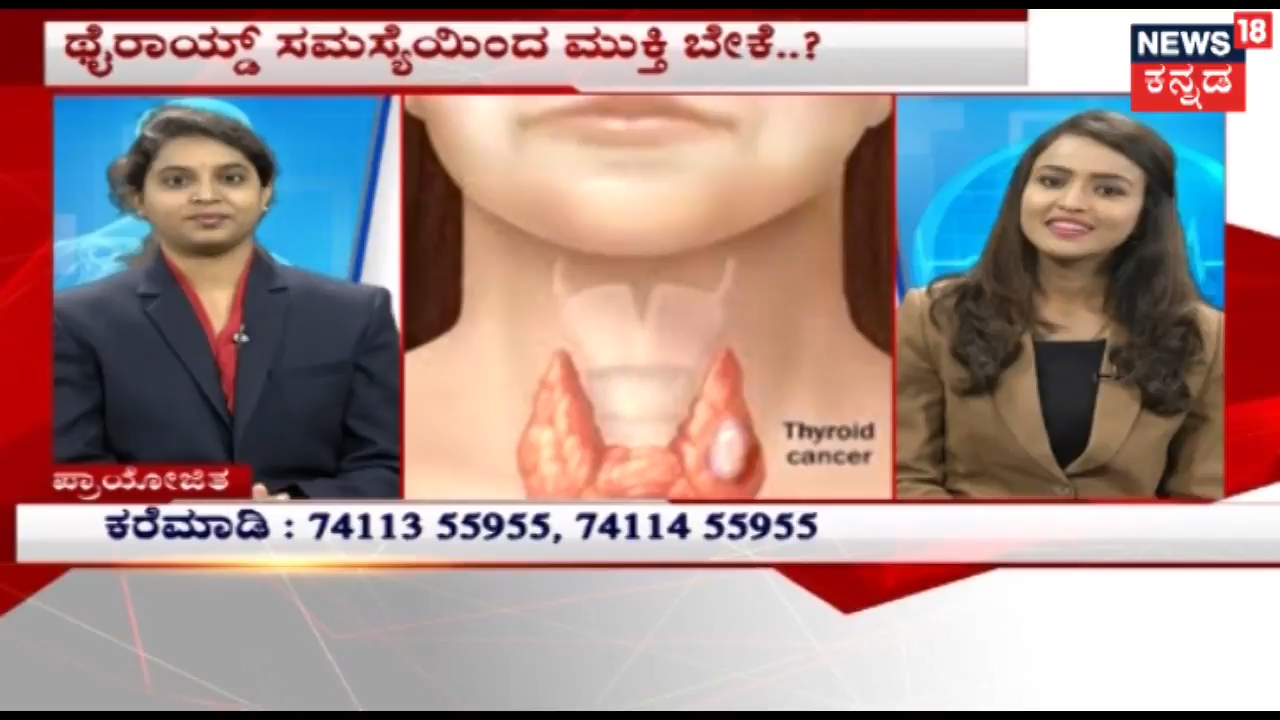 ಥೈರಾಯ್ಡ್ ಸಮಸ್ಯೆಯಿಂದ ಮುಕ್ತಿ ಬೇಕೆ..?
NEWS 18
ಕನ್ನಡ
Thyroid
cancer
ಪ್ರಾಯೋಜಿತ
ಕರೆಮಾಡಿ : 74113 55955, 74114 55955